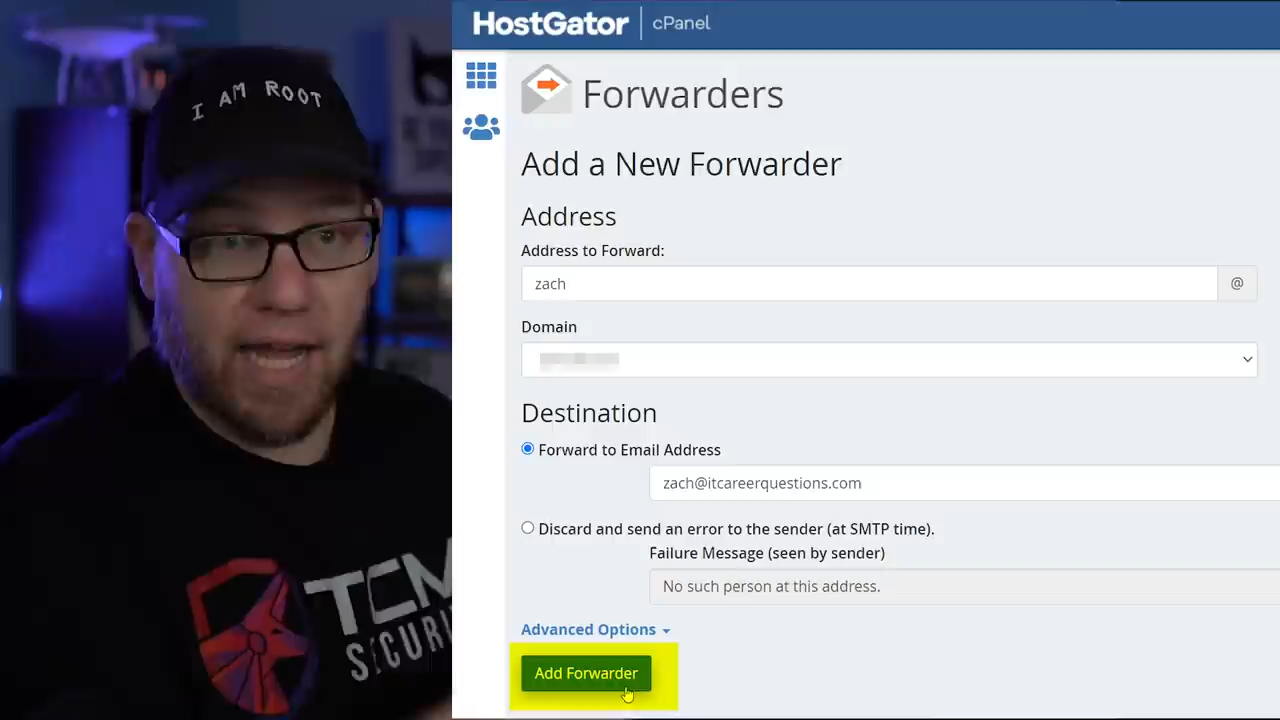 I AM ROOT
TCM
SECURI
HostGator
cPanel
Forwarders
Add a New Forwarder
Address
Address to Forward:
zach
@
Domain
Destination
Forward to Email Address
zach@itcareerquestions.com
Discard and send an error to the sender (at SMTP time).
Failure Message (seen by sender)
No such person at this address.
Advanced Options
Add Forwarder